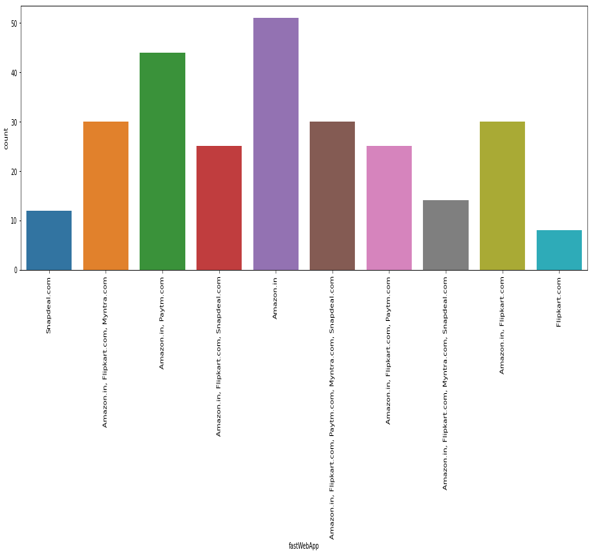 50
40
30
20
10
0
count
Snapdeal.com
Amazon.in, Flipkart.com, Myntra.com
Amazon.in, Paytm.com
Amazon.in, Flipkart.com, Snapdeal.com
Amazon.in
Amazon.in, Flipkart.com, Paytm.com, Myntra.com, Snapdeal.com
Amazon.in, Flipkart.com, Paytm.com
Amazon.in, Flipkart.com, Myntra.com, Snapdeal.com
Amazon.in, Flipkart.com
Flipkart.com
fastWebApp